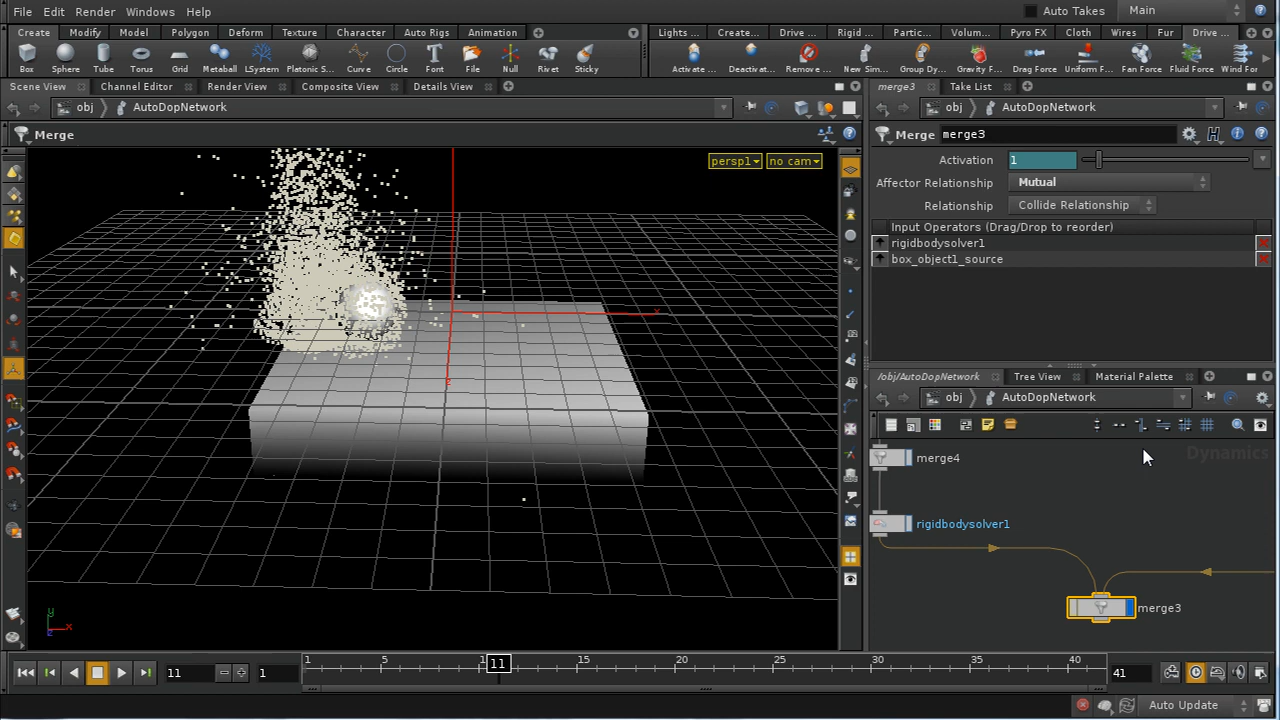 File Edit Render Windows Help Auto Takes Main
Create Modify Model Polygon Deform Texture Character Auto Rigs Animation
Lights ... Create... Drive ... Rigid ... Partic... Volum... Pyro FX Cloth Wires Fur Drive ...
Box Sphere Tube Torus Grid Metaball LSystem Platonic S... Curve Circle Font File Null Rivet Sticky
Activate ... Deactivat... Remove ... New Sim... Group Dy... Gravity F... Drag Force Uniform F... Fan Force Fluid Force Wind For
Scene View Channel Editor Render View Composite View Details View
merge3 Take List
obj AutoDopNetwork
obj AutoDopNetwork
Merge
Merge merge3
persp1 no cam
Activation 1
Affector Relationship Mutual
Relationship Collide Relationship
Input Operators (Drag/Drop to reorder)
rigidbodysolver1
box_object1_source
x
z
/obj/AutoDopNetwork Tree View Material Palette
obj AutoDopNetwork
Dynamics
merge4
rigidbodysolver1
merge3
y
x
z
11 1
1 5 1 11 15 20 25 30 35 40
41
Auto Update